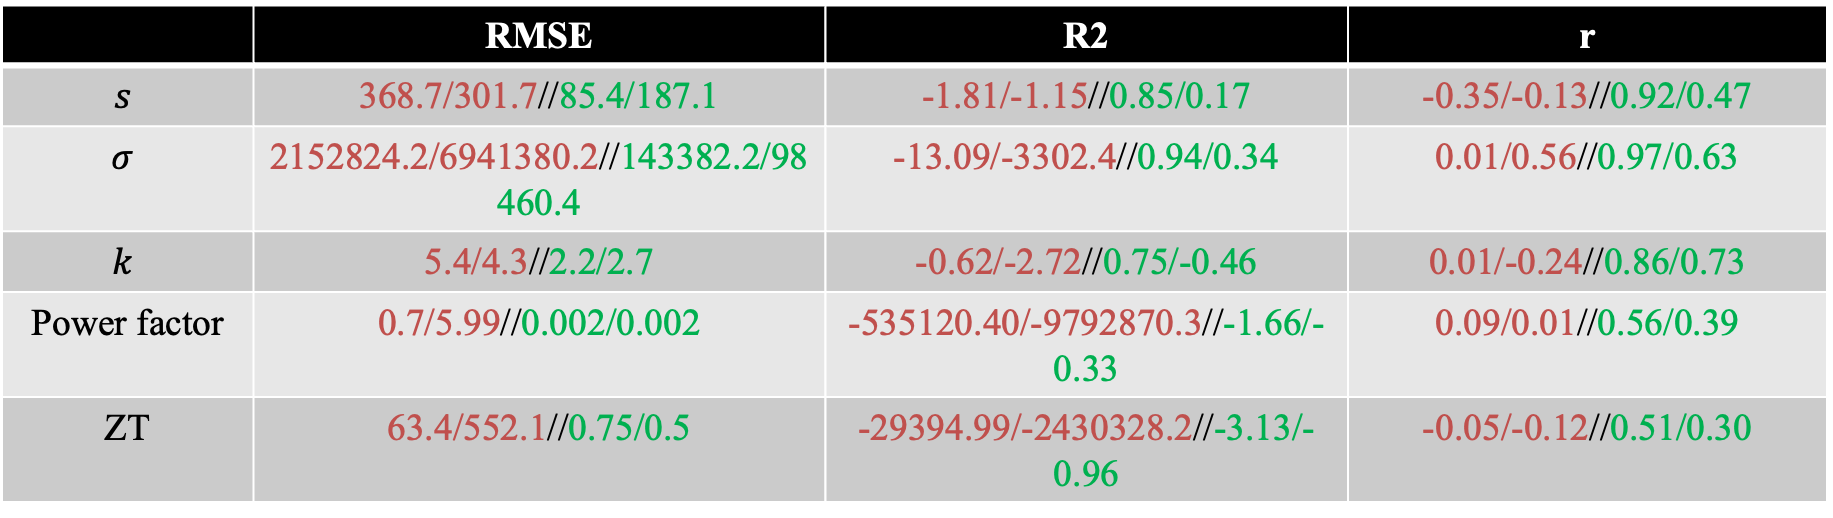 RMSE R2 r
s 368.7/301.7//85.4/187.1 -1.81/-1.15//0.85/0.17 -0.35/-0.13//0.92/0.47
σ 2152824.2/6941380.2//143382.2/98 -13.09/-3302.4//0.94/0.34 0.01/0.56//0.97/0.63
460.4
k 5.4/4.3//2.2/2.7 -0.62/-2.72//0.75/-0.46 0.01/-0.24//0.86/0.73
Power factor 0.7/5.99//0.002/0.002 -535120.40/-9792870.3//-1.66/- 0.09/0.01//0.56/0.39
0.33
ZT 63.4/552.1//0.75/0.5 -29394.99/-2430328.2//-3.13/- -0.05/-0.12//0.51/0.30
0.96